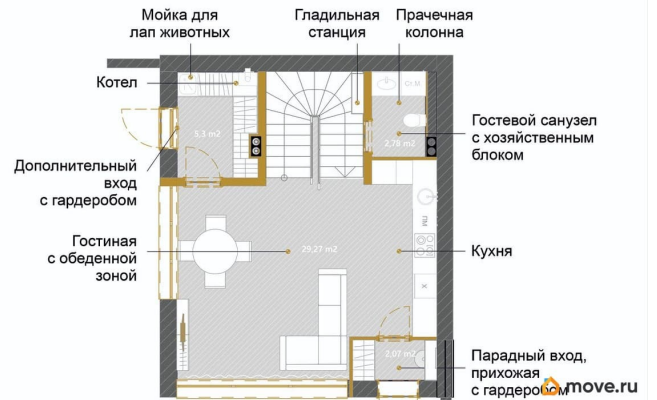 Мойка для
лап животных
Гладильная
станция
Прачечная
колонна
Котел
Дополнительный
вход
с гардеробом
Гостиная
с обеденной
зоной
Гостевой санузел
с хозяйственным
блоком
Кухня
Парадный вход,
прихожая
с гардеробом
5,3 m2
Ст.М
2,78 m2
29,27 m2
ПМ
Х
2,07 m2
move.ru